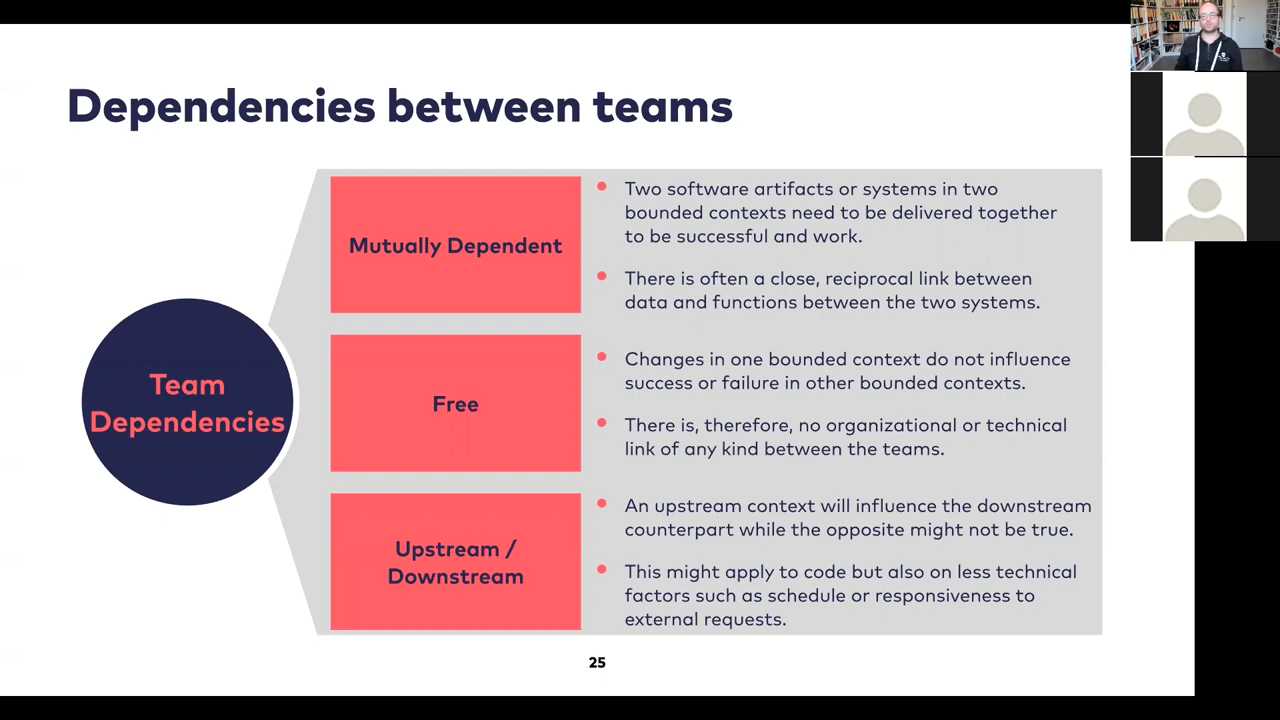 Dependencies between teams
Team
Dependencies
Mutually Dependent
Two software artifacts or systems in two
bounded contexts need to be delivered together
to be successful and work.
There is often a close, reciprocal link between
data and functions between the two systems.
Free
Changes in one bounded context do not influence
success or failure in other bounded contexts.
There is, therefore, no organizational or technical
link of any kind between the teams.
Upstream /
Downstream
An upstream context will influence the downstream
counterpart while the opposite might not be true.
This might apply to code but also on less technical
factors such as schedule or responsiveness to
external requests.
25